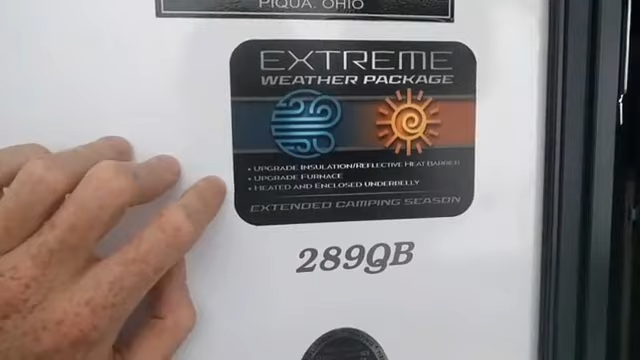 PIQUA, OHIO
EXTREME
WEATHER PACKAGE
• UPGRADE INSULATION/REFLECTIVE HEAT BARRIER
• UPGRADE FURNACE
• HEATED AND ENCLOSED UNDERBELLY
EXTENDED CAMPING SEASON
289QB